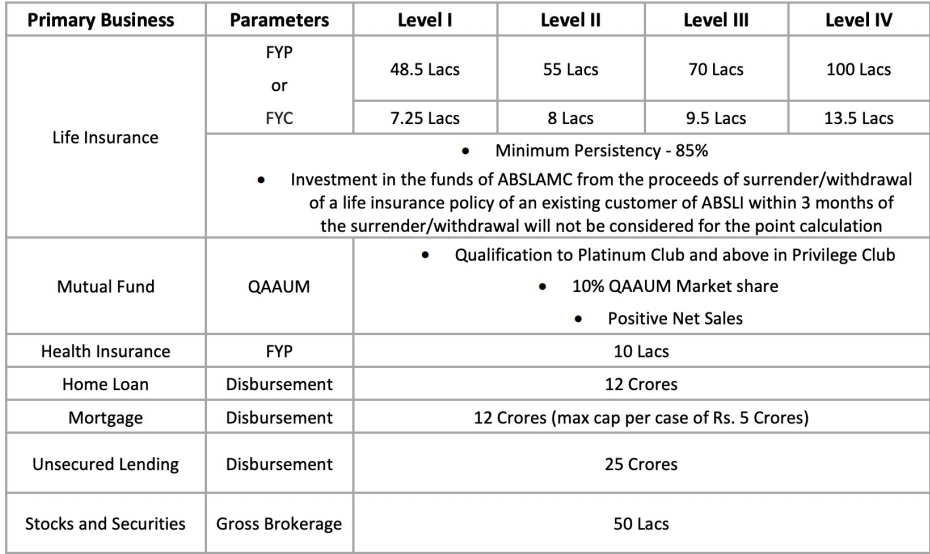 Primary Business Parameters Level I Level II Level III Level IV
Life Insurance
FYP
or
FYC
48.5 Lacs 55 Lacs 70 Lacs 100 Lacs
7.25 Lacs 8 Lacs 9.5 Lacs 13.5 Lacs
• Minimum Persistency - 85%
• Investment in the funds of ABSLAMC from the proceeds of surrender/withdrawal
of a life insurance policy of an existing customer of ABSLI within 3 months of
the surrender/withdrawal will not be considered for the point calculation
Mutual Fund QAAUM
• Qualification to Platinum Club and above in Privilege Club
• 10% QAAUM Market share
• Positive Net Sales
Health Insurance FYP 10 Lacs
Home Loan Disbursement 12 Crores
Mortgage Disbursement 12 Crores (max cap per case of Rs. 5 Crores)
Unsecured Lending Disbursement 25 Crores
Stocks and Securities Gross Brokerage 50 Lacs